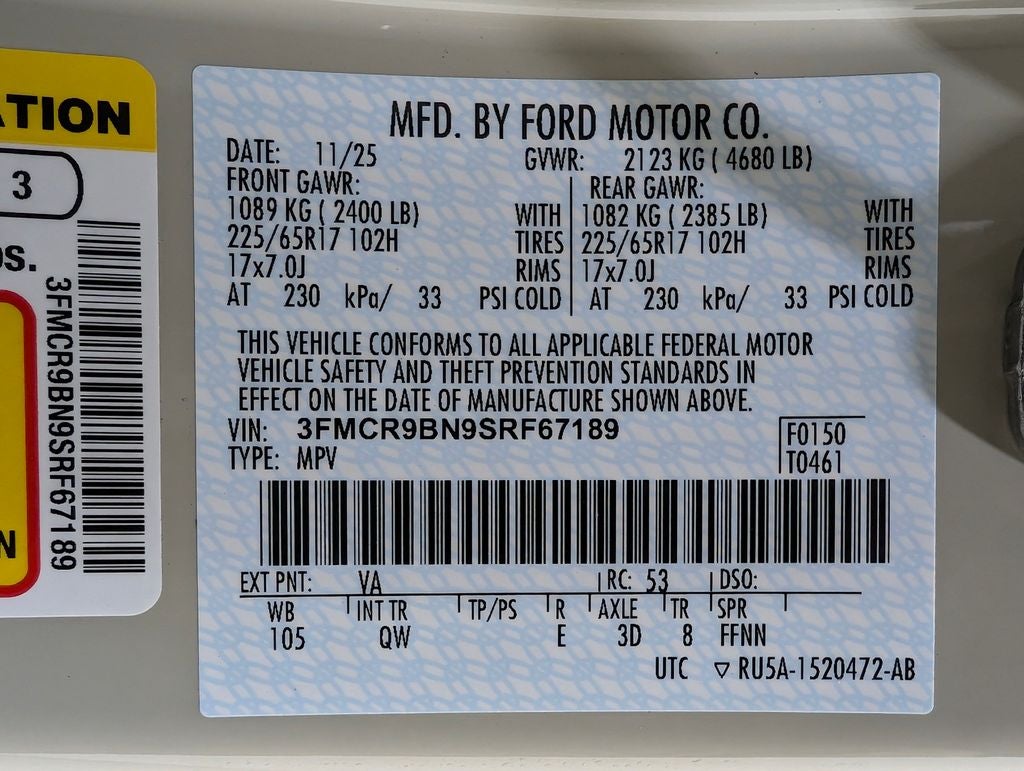 ATION
3
OS.
3FMCR9BN9SRF67189
N
MFD. BY FORD MOTOR CO.
DATE: 11/25 GVWR: 2123 KG ( 4680 LB)
FRONT GAWR: REAR GAWR:
1089 KG ( 2400 LB) WITH 1082 KG ( 2385 LB) WITH
225/65R17 102H TIRES 225/65R17 102H TIRES
17x7.0J RIMS 17x7.0J RIMS
AT 230 kPa/ 33 PSI COLD AT 230 kPa/ 33 PSI COLD
THIS VEHICLE CONFORMS TO ALL APPLICABLE FEDERAL MOTOR
VEHICLE SAFETY AND THEFT PREVENTION STANDARDS IN
EFFECT ON THE DATE OF MANUFACTURE SHOWN ABOVE.
VIN: 3FMCR9BN9SRF67189 F0150
TYPE: MPV T0461
EXT PNT: VA RC: 53 DSO:
WB INT TR TP/PS R AXLE TR SPR
105 QW E 3D 8 FFNN
UTC ▽ RU5A-1520472-AB